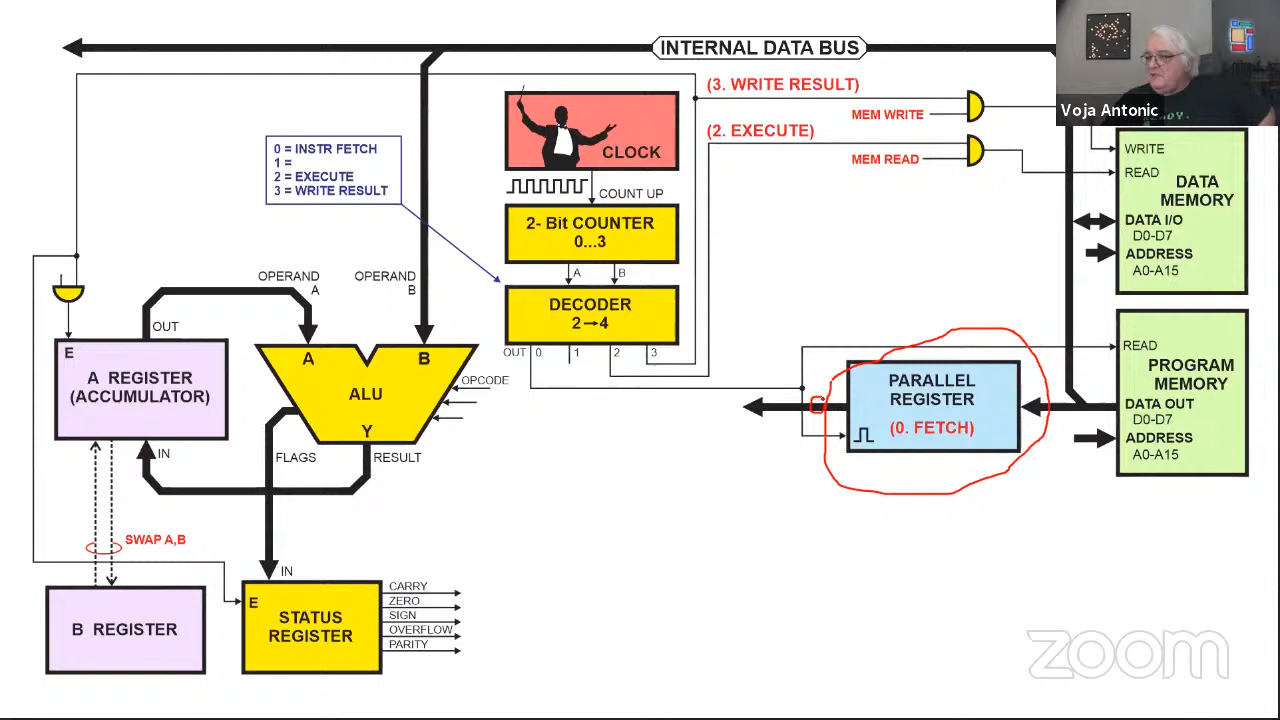 INTERNAL DATA BUS
(3. WRITE RESULT)
MEM WRITE
(2. EXECUTE)
MEM READ
Voja Antonic
READY.
0 = INSTR FETCH
1 =
2 = EXECUTE
3 = WRITE RESULT
CLOCK
COUNT UP
2- Bit COUNTER
0...3
A
B
DECODER
2→4
OUT
0
1
2
3
WRITE
READ
DATA
MEMORY
DATA I/O
D0-D7
ADDRESS
A0-A15
OPERAND
A
OPERAND
B
OUT
E
A REGISTER
(ACCUMULATOR)
IN
A
B
ALU
Y
OPCODE
FLAGS
RESULT
PARALLEL
REGISTER
(0. FETCH)
READ
PROGRAM
MEMORY
DATA OUT
D0-D7
ADDRESS
A0-A15
SWAP A,B
B REGISTER
IN
E
STATUS
REGISTER
CARRY
ZERO
SIGN
OVERFLOW
PARITY
zoom